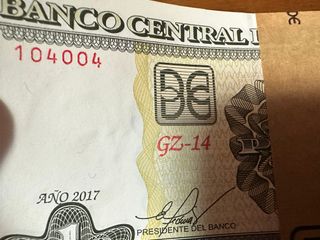 BANCO CENTRAL
104004
GZ-14
AÑO 2017
PRESIDENTE DEL BANCO